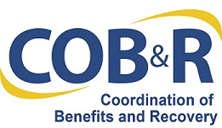 COB&R
Coordination of
Benefits and Recovery